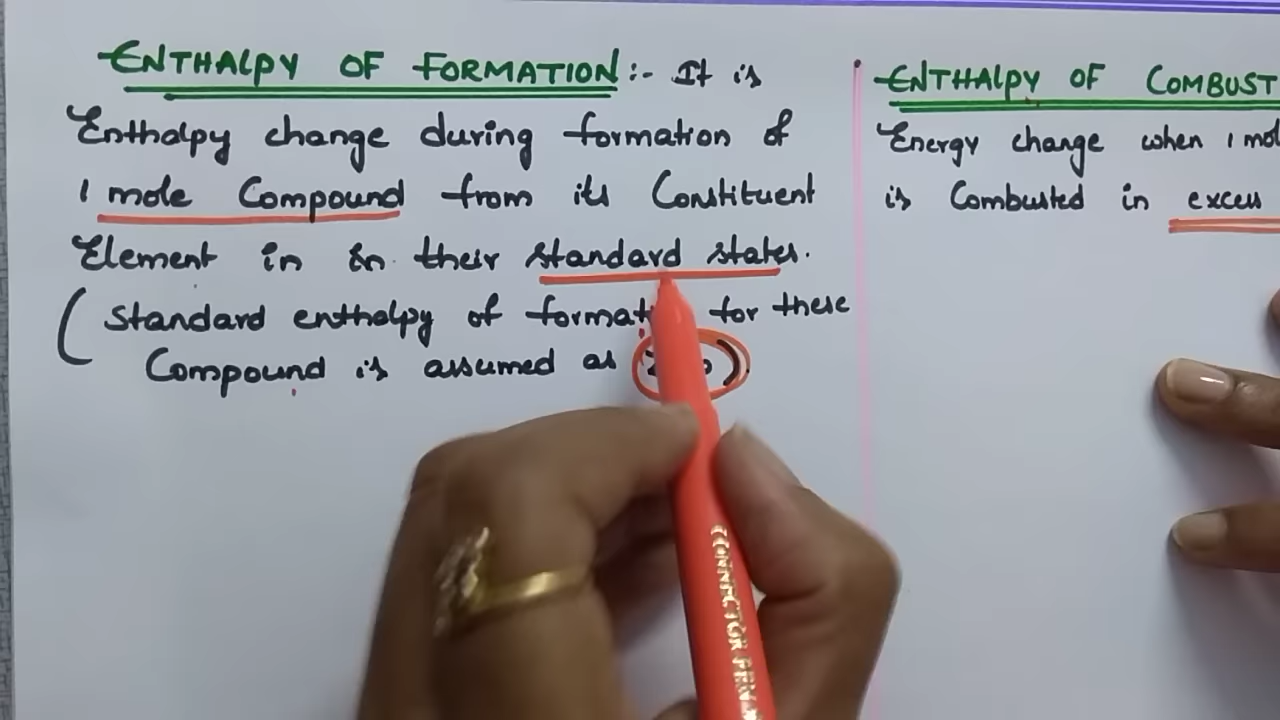 ENTHALPY OF FORMATION:- It is
Enthalpy change during formation of
1 mole Compound from its Constituent
Element in in their standard states.
(Standard enthalpy of format for these
Compound is assumed as )
ENTHALPY OF COMBUST
Energy change when 1 mol
is Combusted in excess
CONNECTOR PEN